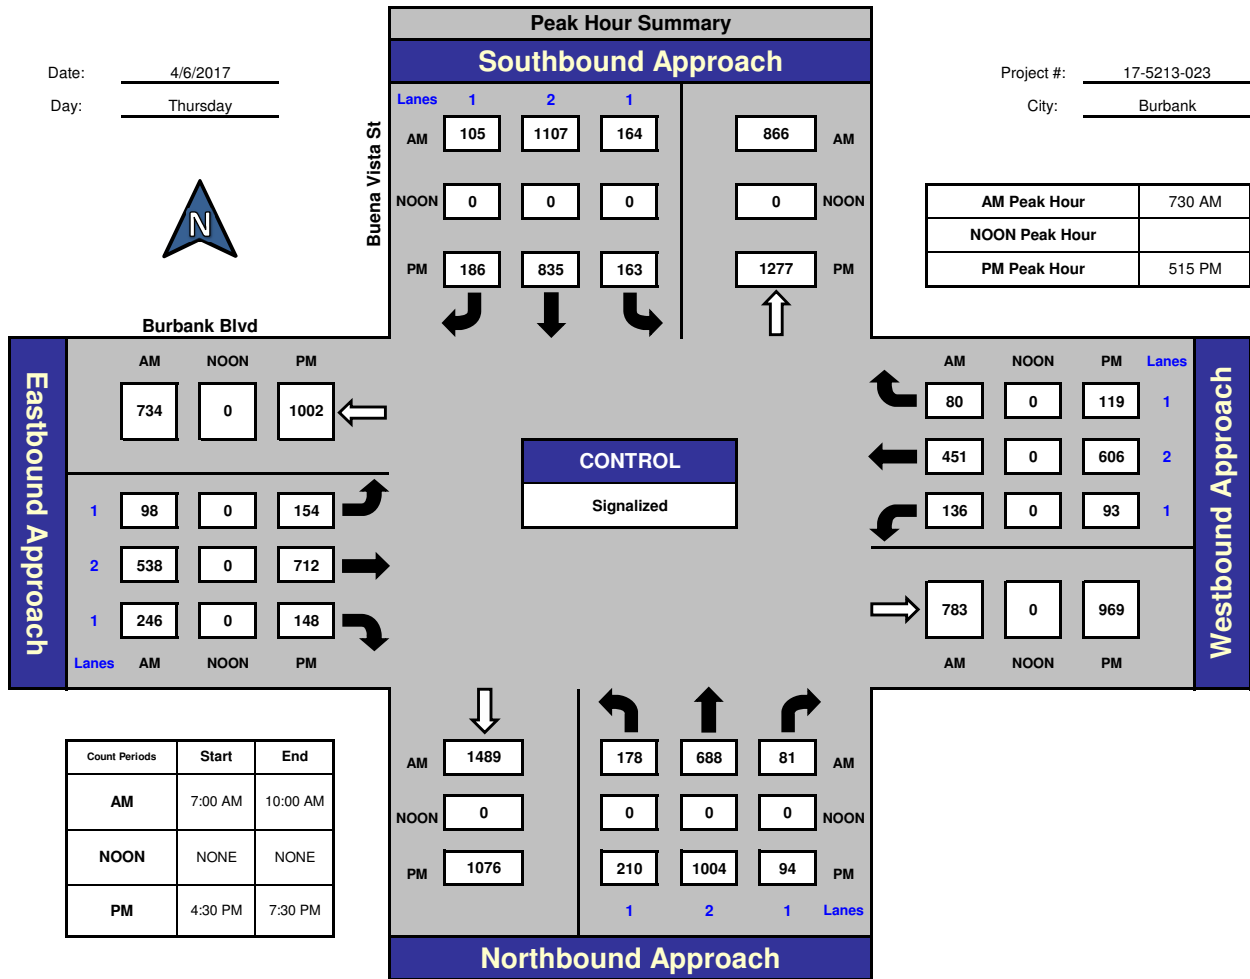 Peak Hour Summary
Southbound Approach
Date: 4/6/2017
Day: Thursday
Project #: 17-5213-023
City: Burbank
N
Buena Vista St
Lanes 1 2 1
AM 105 1107 164 866 AM
NOON 0 0 0 0 NOON
PM 186 835 163 1277 PM
AM Peak Hour 730 AM
NOON Peak Hour
PM Peak Hour 515 PM
Burbank Blvd
Eastbound Approach
AM NOON PM
734 0 1002
1 98 0 154
2 538 0 712
1 246 0 148
Lanes AM NOON PM
CONTROL
Signalized
AM NOON PM Lanes
80 0 119 1
451 0 606 2
136 0 93 1
783 0 969
AM NOON PM
Westbound Approach
Count Periods Start End
AM 7:00 AM 10:00 AM
NOON NONE NONE
PM 4:30 PM 7:30 PM
AM 1489 178 688 81 AM
NOON 0 0 0 0 NOON
PM 1076 210 1004 94 PM
1 2 1 Lanes
Northbound Approach